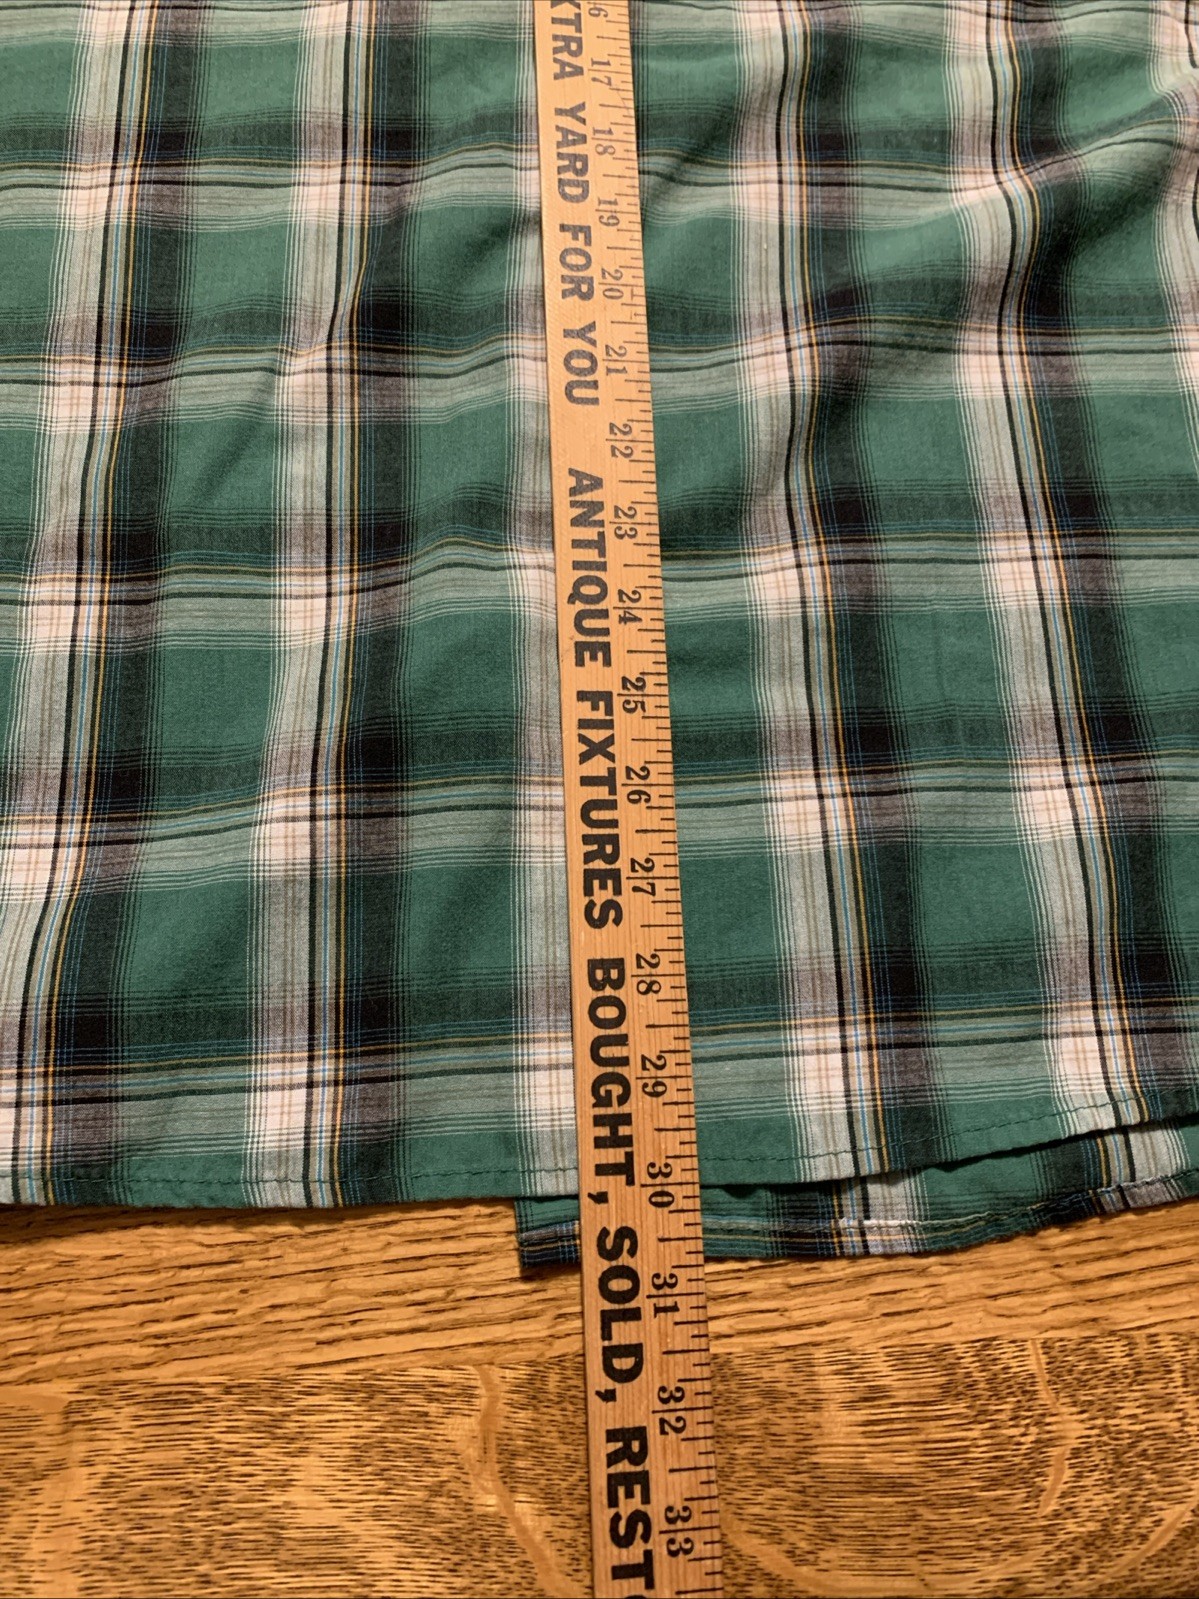 XTRA YARD FOR YOU ANTIQUE FIXTURES BOUGHT, SOLD, REST
6 17 18 19 20 21 22 23 24 25 26 27 28 29 30 31 32 33